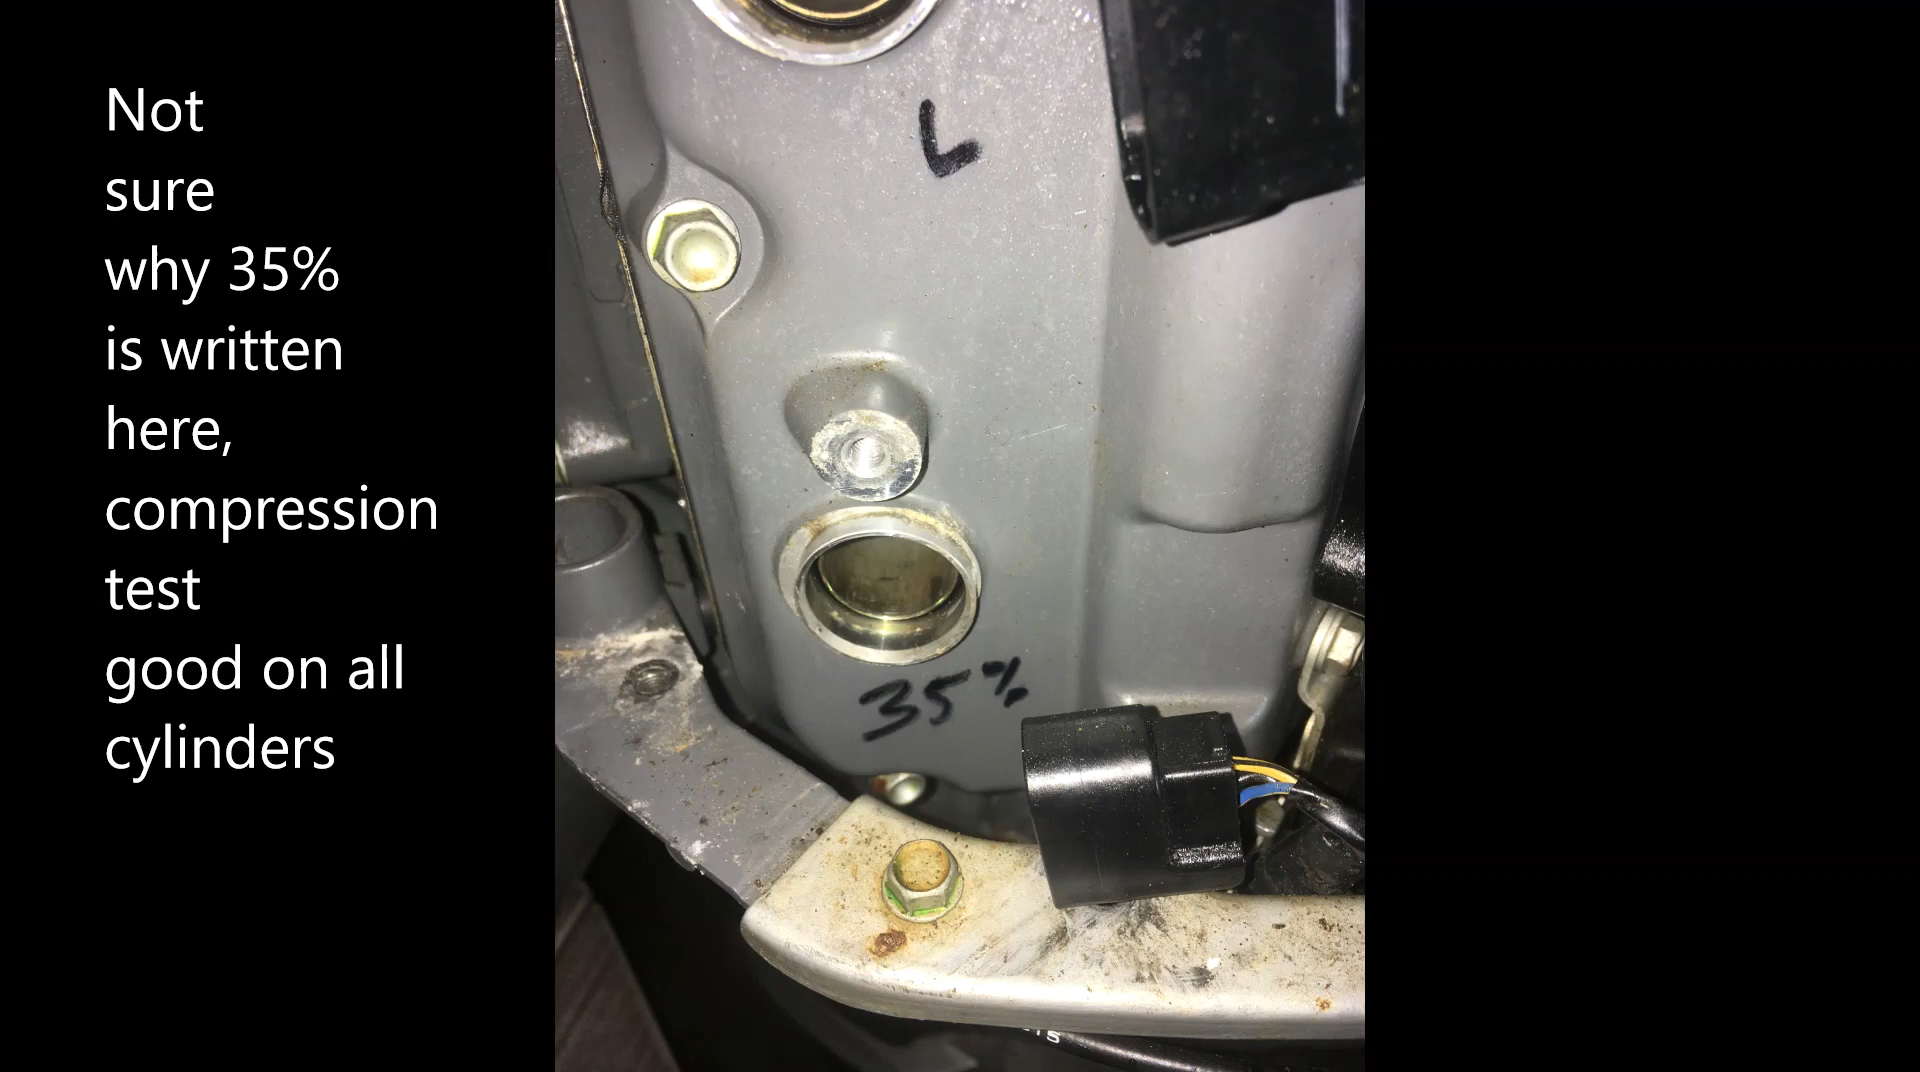 Not
sure
why 35%
is written
here,
compression
test
good on all
cylinders
L
35%